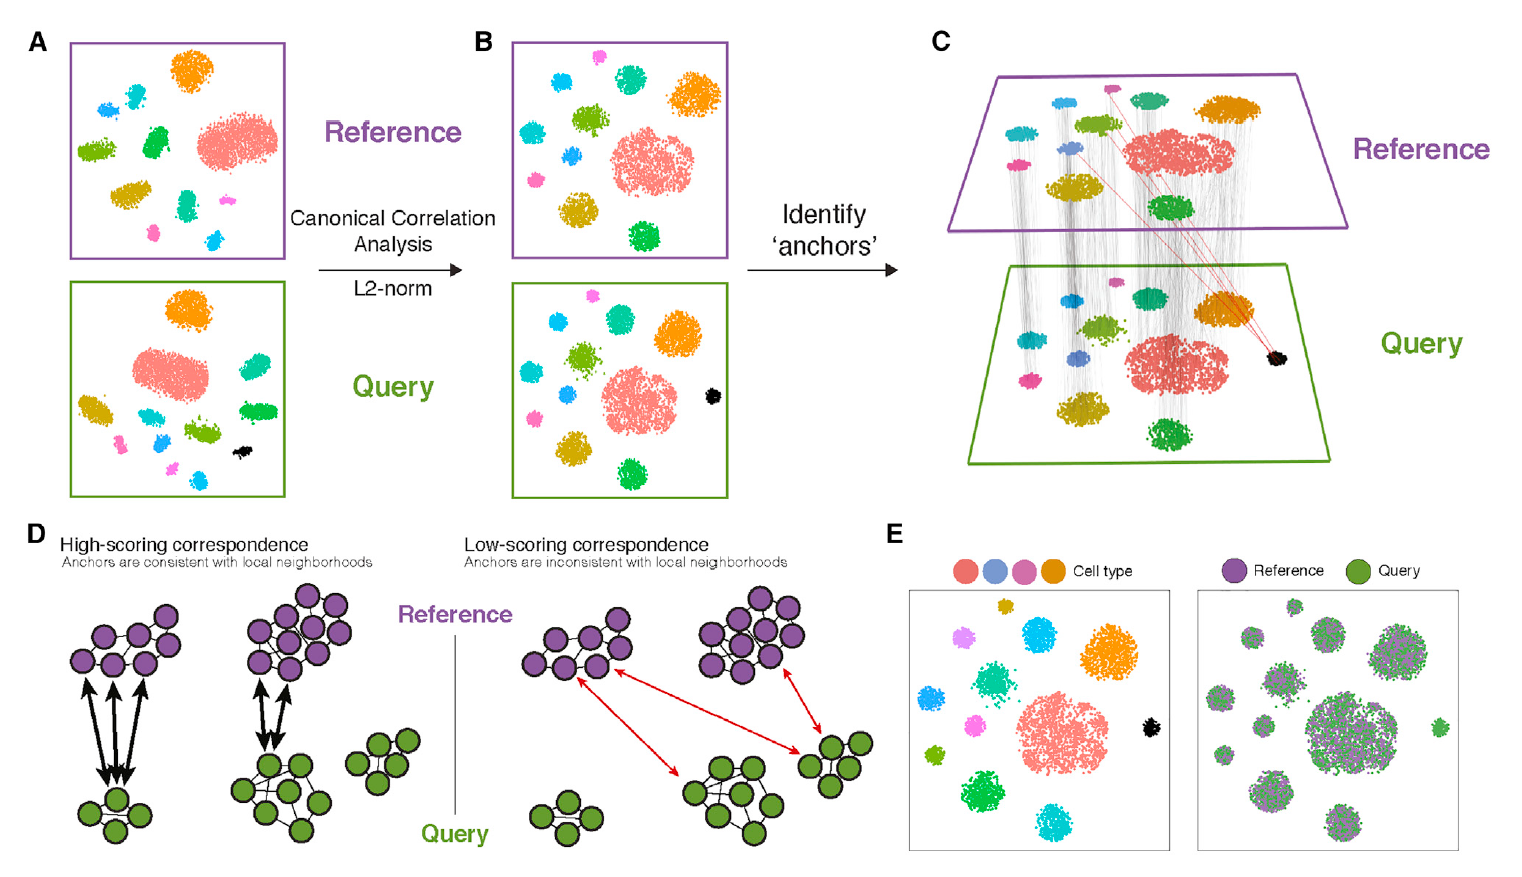 A
B
C
Reference
Canonical Correlation
Analysis
L2-norm
Query
Identify
‘anchors’
Reference
Query
D
High-scoring correspondence
Anchors are consistent with local neighborhoods
Low-scoring correspondence
Anchors are inconsistent with local neighborhoods
Reference
Query
E
Cell type
Reference
Query